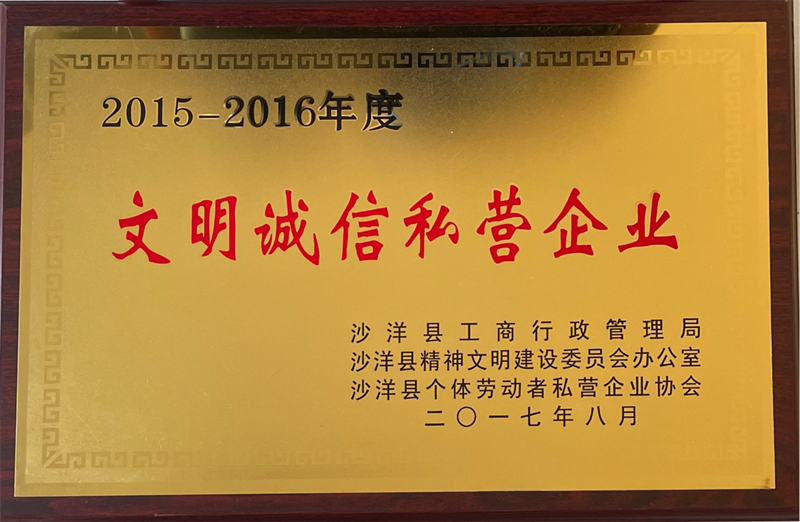 2015-2016年度
文明诚信私营企业
沙洋县工商行政管理局
沙洋县精神文明建设委员会办公室
沙洋县个体劳动者私营企业协会
二〇一七年八月